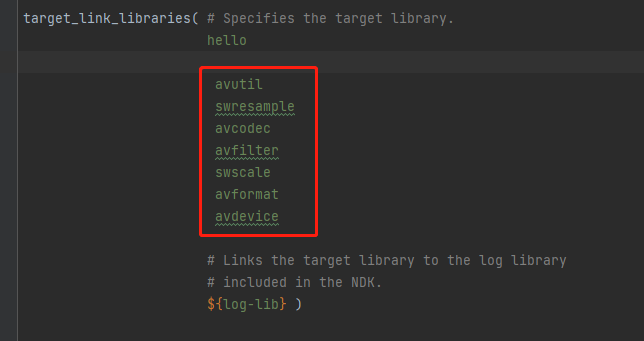 target_link_libraries( # Specifies the target library.
hello
avutil
swresample
avcodec
avfilter
swscale
avformat
avdevice
# Links the target library to the log library
# included in the NDK.
${log-lib} )